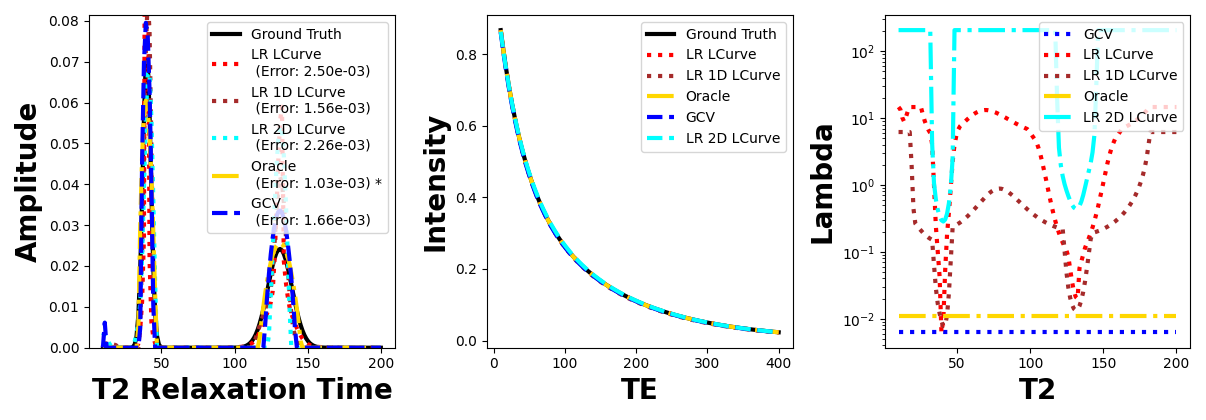 0.08
0.07
0.06
0.05
0.04
0.03
0.02
0.01
0.00
Amplitude
50
100
150
200
T2 Relaxation Time
Ground Truth
LR LCurve
(Error: 2.50e-03)
LR 1D LCurve
(Error: 1.56e-03)
LR 2D LCurve
(Error: 2.26e-03)
Oracle
(Error: 1.03e-03) *
GCV
(Error: 1.66e-03)
0.8
0.6
0.4
0.2
0.0
Intensity
0
100
200
300
400
TE
Ground Truth
LR LCurve
LR 1D LCurve
Oracle
GCV
LR 2D LCurve
10²
10¹
10⁰
10⁻¹
10⁻²
Lambda
50
100
150
200
T2
GCV
LR LCurve
LR 1D LCurve
Oracle
LR 2D LCurve